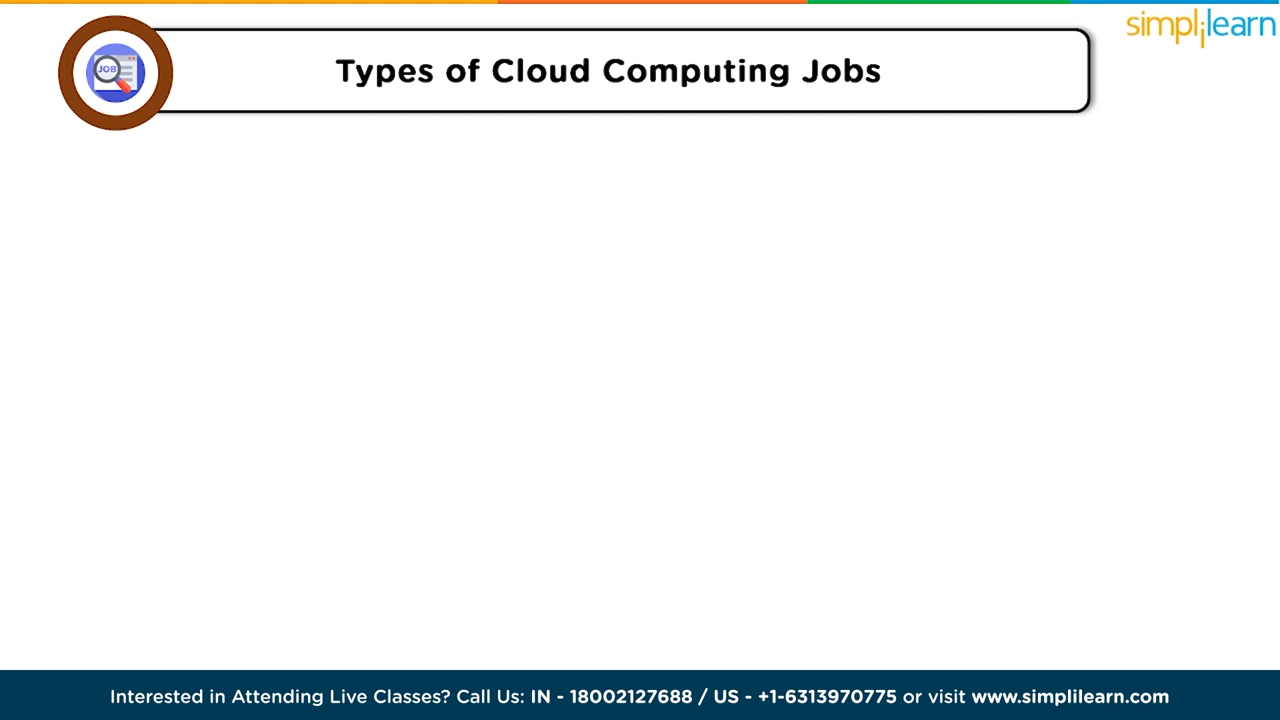 simplilearn
JOB
Types of Cloud Computing Jobs
Interested in Attending Live Classes? Call Us: IN - 18002127688 / US - +1-6313970775 or visit www.simplilearn.com